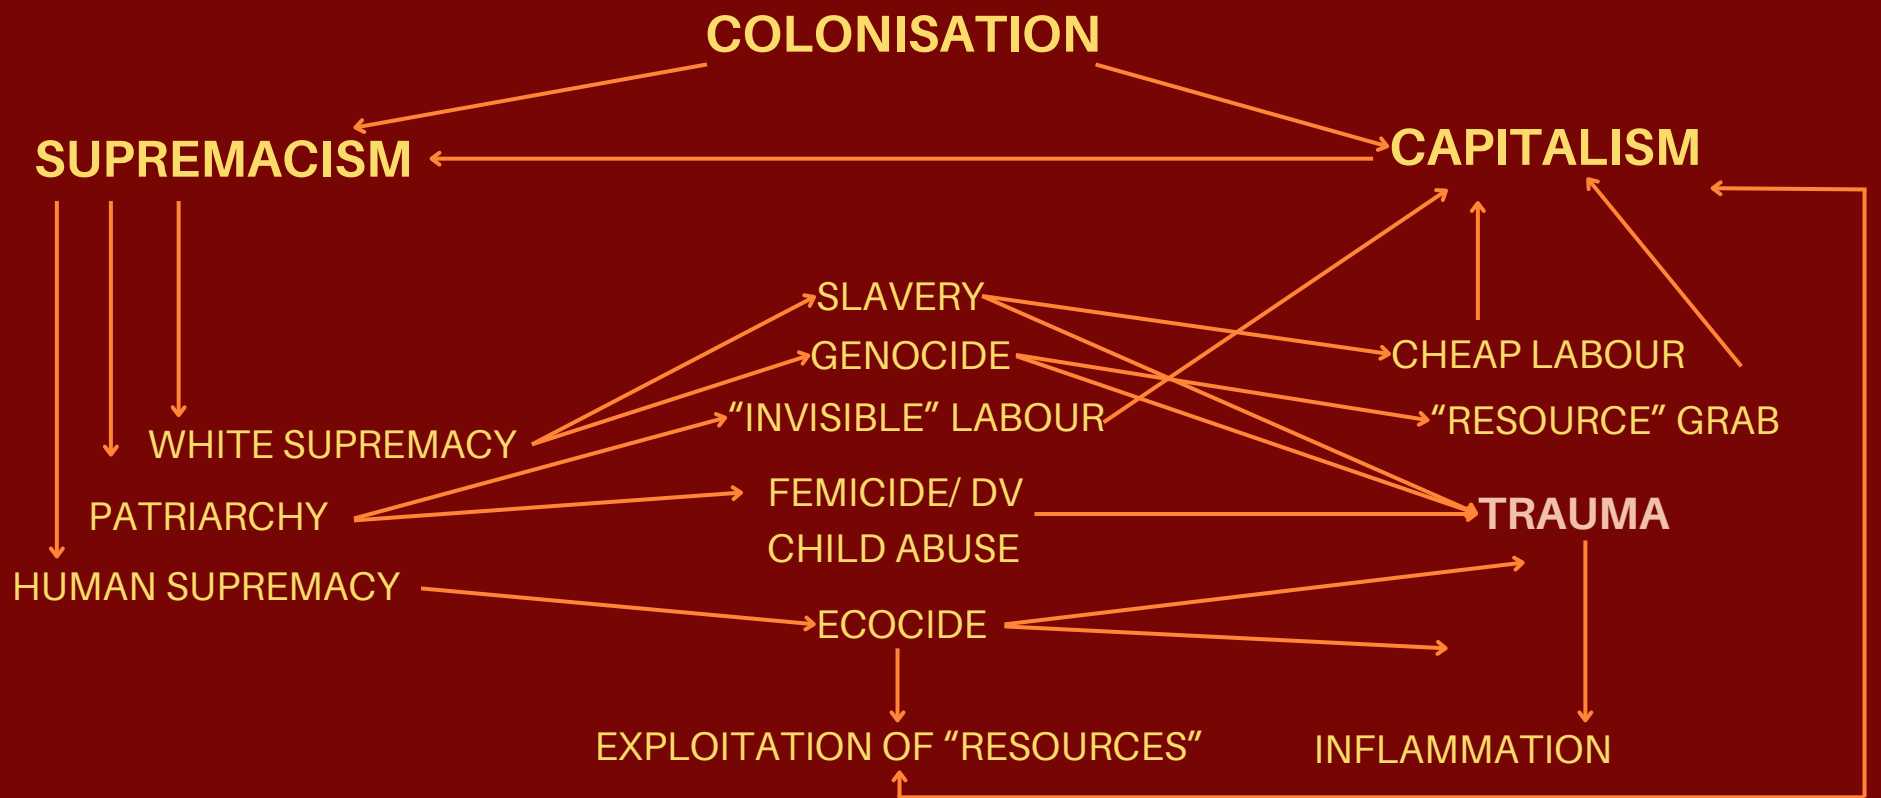 COLONISATION
SUPREMACISM
CAPITALISM
SLAVERY
GENOCIDE
CHEAP LABOUR
"INVISIBLE" LABOUR
"RESOURCE" GRAB
WHITE SUPREMACY
FEMICIDE/ DV
PATRIARCHY
TRAUMA
CHILD ABUSE
HUMAN SUPREMACY
ECOCIDE
EXPLOITATION OF "RESOURCES"
INFLAMMATION